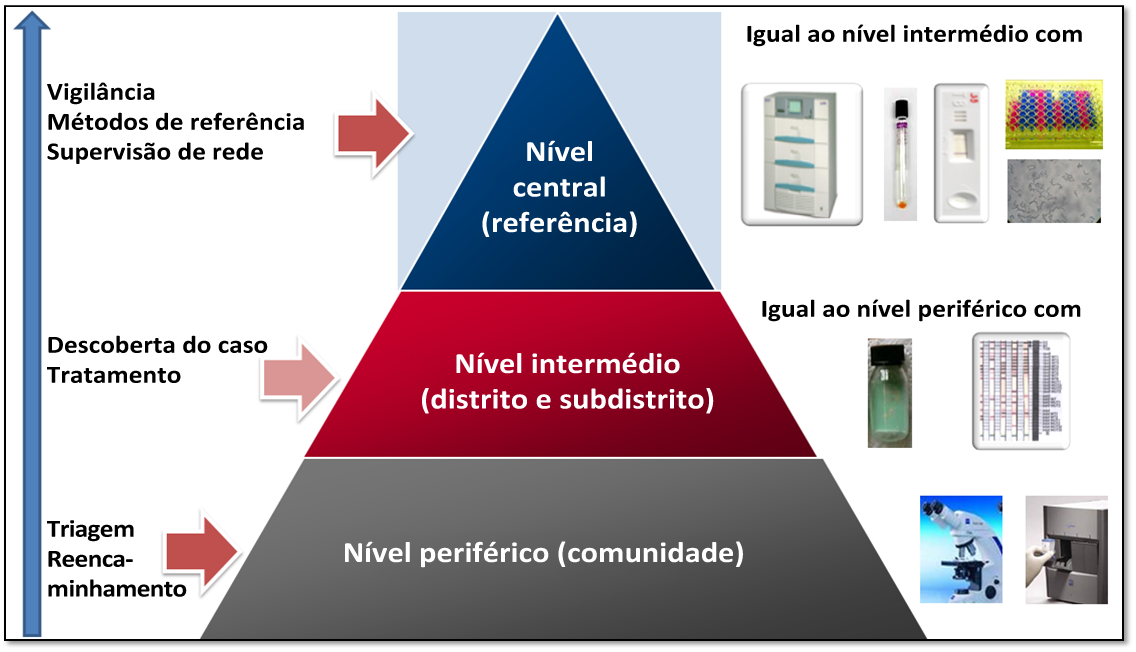 Igual ao nível intermédio com
Vigilância
Métodos de referência
Supervisão de rede
Nível
central
(referência)
Igual ao nível periférico com
Descoberta do caso
Tratamento
Nível intermédio
(distrito e subdistrito)
Triagem
Reenca-
minhamento
Nível periférico (comunidade)